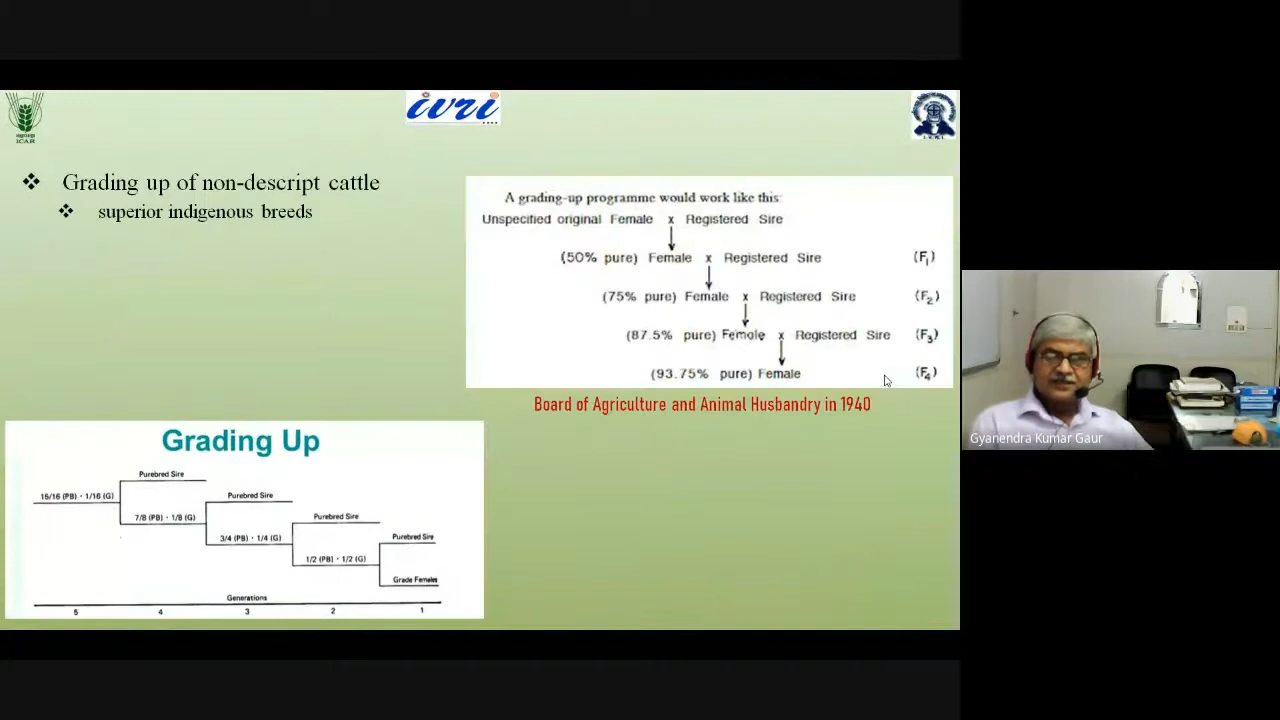 ICAR
ivri
I.V.R.I.
❖ Grading up of non-descript cattle
❖ superior indigenous breeds
A grading-up programme would work like this:
Unspecified original Female x Registered Sire
(50% pure) Female x Registered Sire (F1)
(75% pure) Female x Registered Sire (F2)
(87.5% pure) Female x Registered Sire (F3)
(93.75% pure) Female (F4)
Board of Agriculture and Animal Husbandry in 1940
Grading Up
Purebred Sire
15/16 (PB) · 1/16 (G)
Purebred Sire
7/8 (PB) · 1/8 (G)
Purebred Sire
3/4 (PB) · 1/4 (G)
Purebred Sire
1/2 (PB) · 1/2 (G)
Grade Females
Generations
5 4 3 2 1
Gyanendra Kumar Gaur